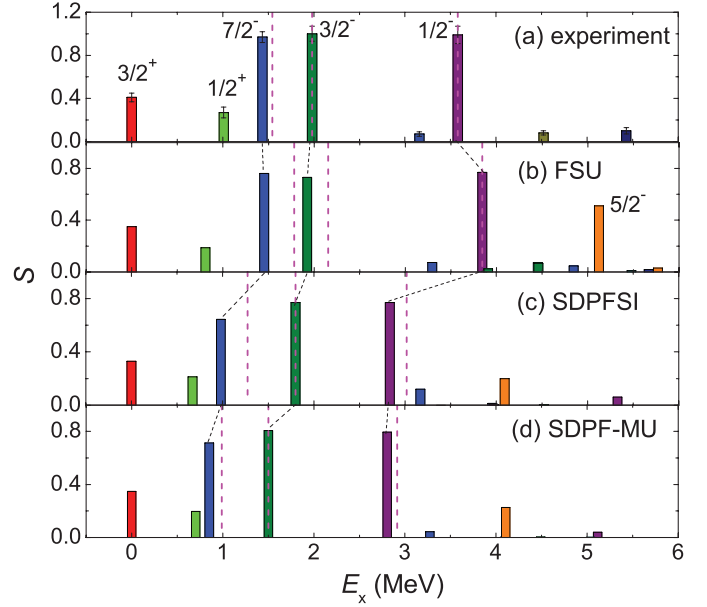 1.2
0.8
0.4
0.0
3/2+
1/2+
7/2-
3/2-
1/2-
(a) experiment
0.8
0.4
0.0
(b) FSU
5/2-
0.8
0.4
0.0
(c) SDPFSI
0.8
0.4
0.0
(d) SDPF-MU
S
0 1 2 3 4 5 6
Ex (MeV)